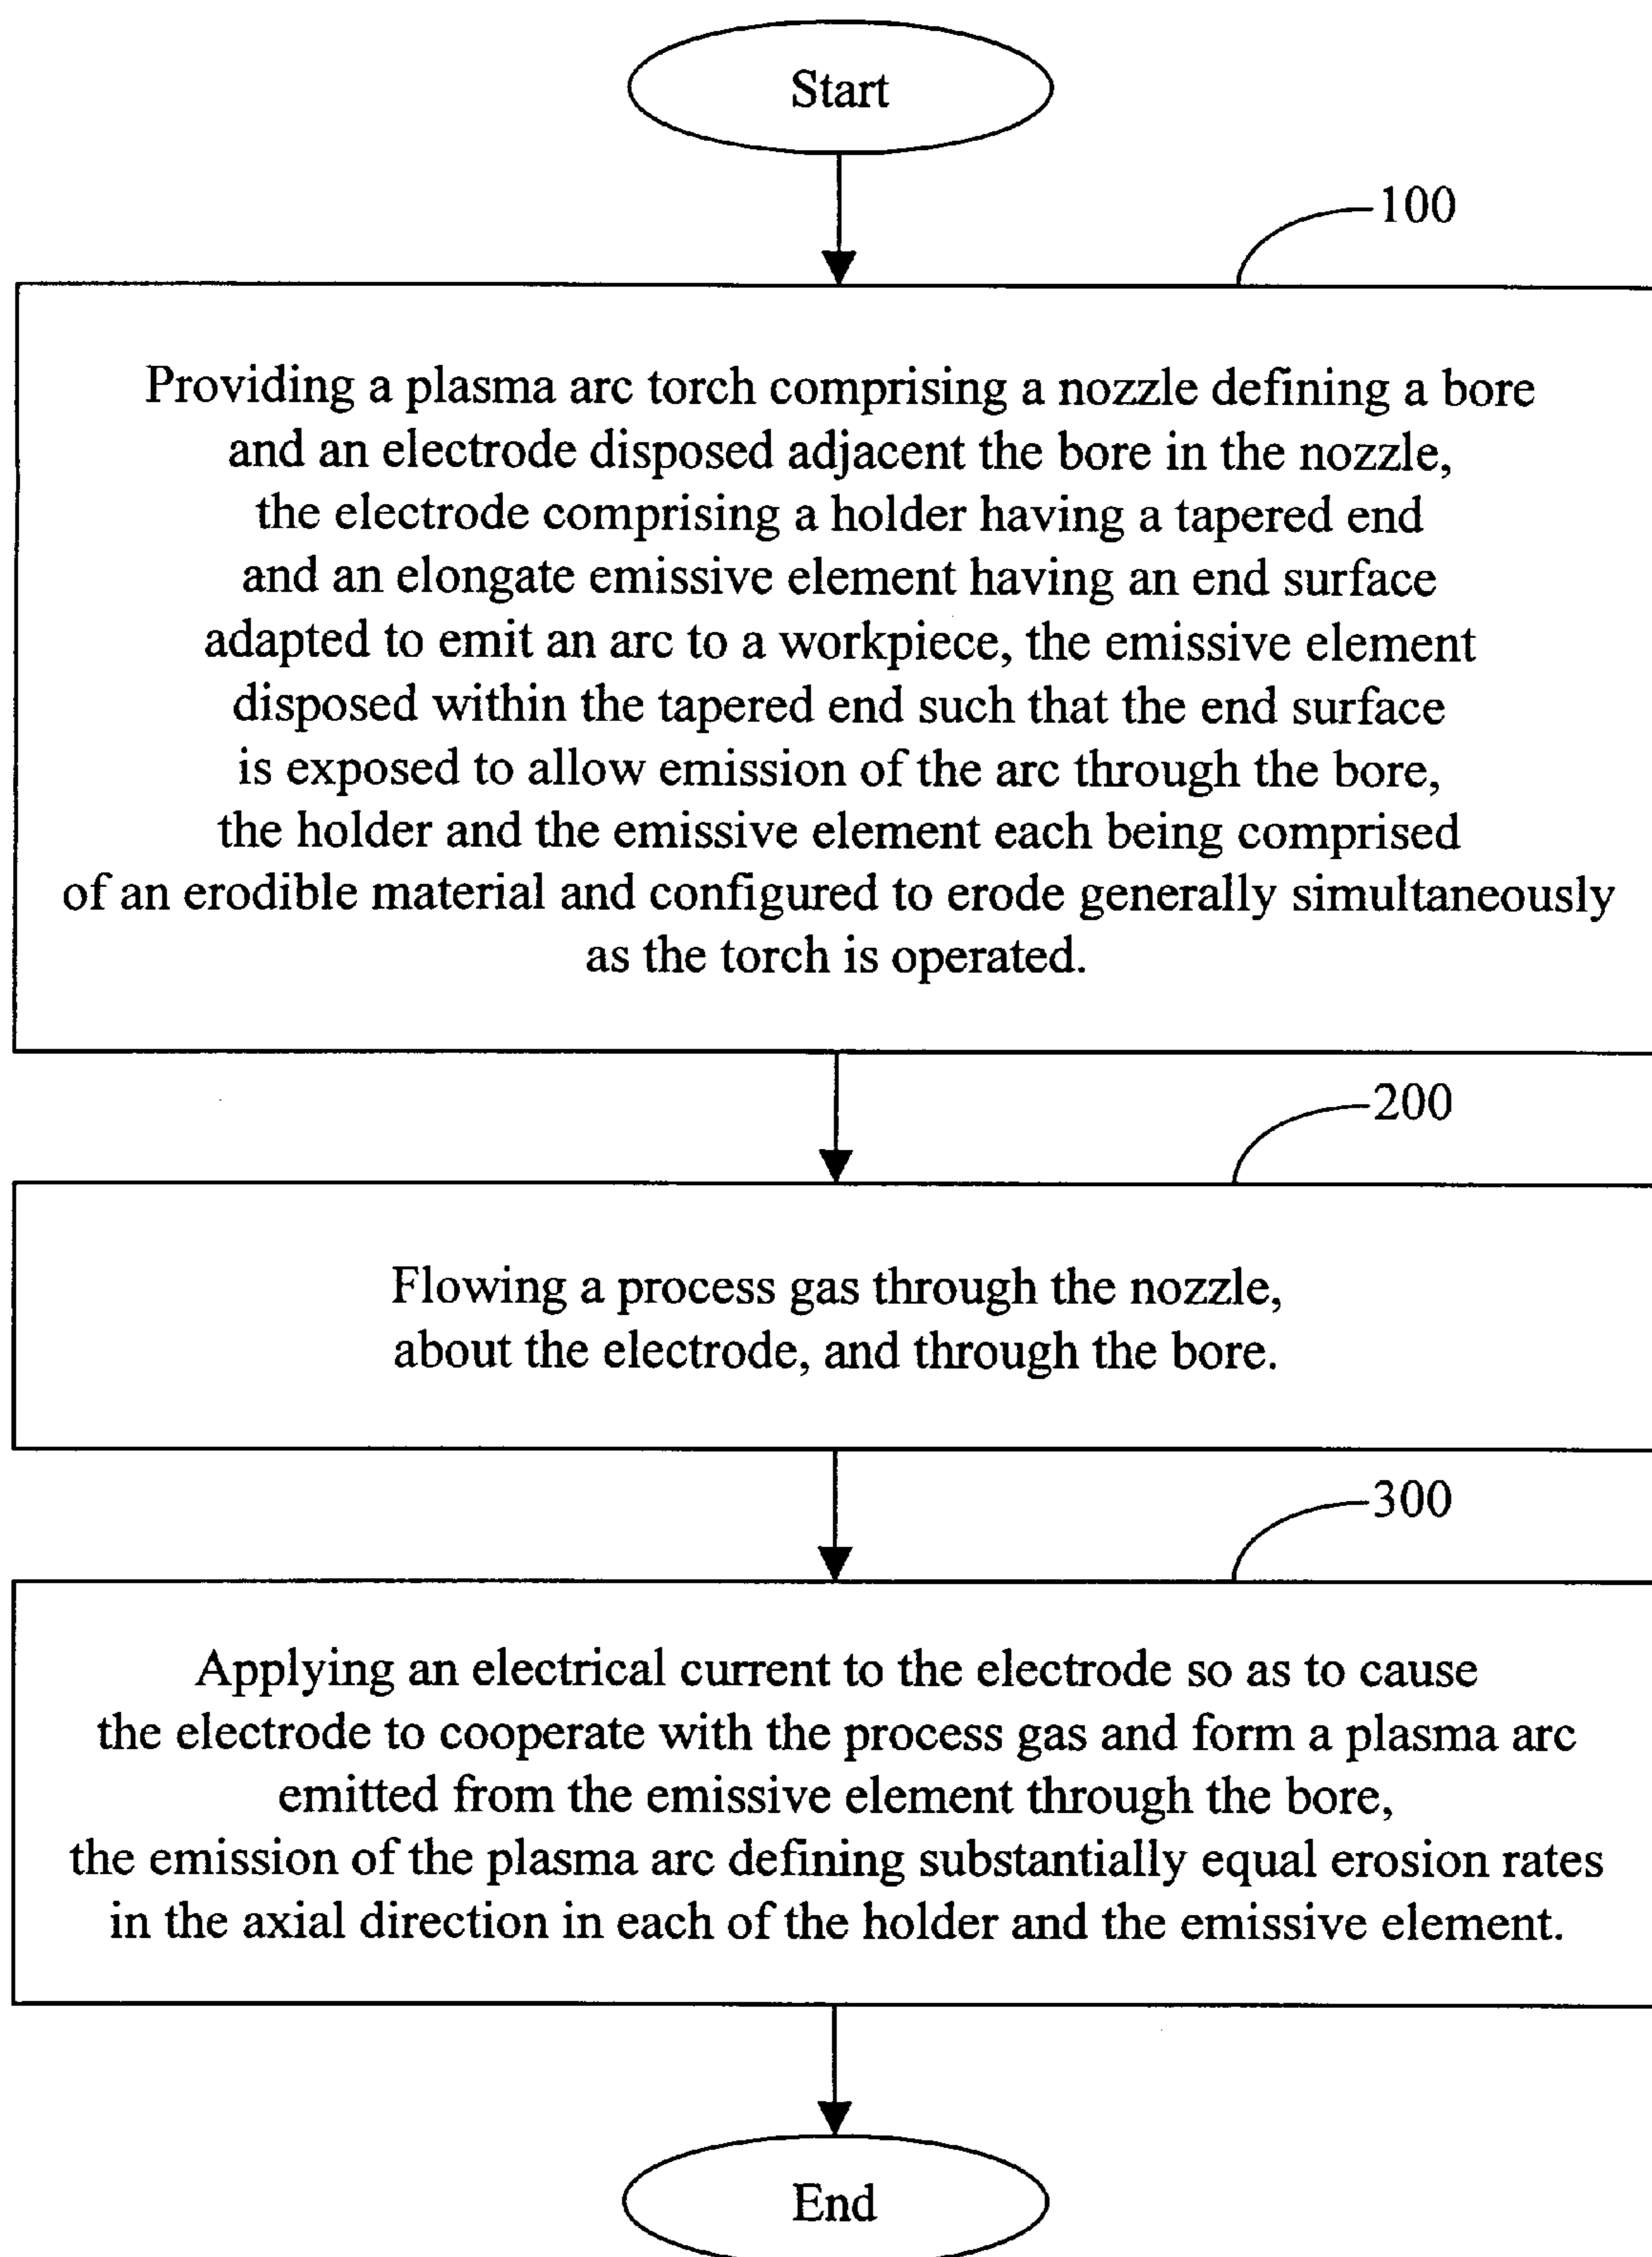 Start
100
Providing a plasma arc torch comprising a nozzle defining a bore
and an electrode disposed adjacent the bore in the nozzle,
the electrode comprising a holder having a tapered end
and an elongate emissive element having an end surface
adapted to emit an arc to a workpiece, the emissive element
disposed within the tapered end such that the end surface
is exposed to allow emission of the arc through the bore,
the holder and the emissive element each being comprised
of an erodible material and configured to erode generally simultaneously
as the torch is operated.
200
Flowing a process gas through the nozzle,
about the electrode, and through the bore.
300
Applying an electrical current to the electrode so as to cause
the electrode to cooperate with the process gas and form a plasma arc
emitted from the emissive element through the bore,
the emission of the plasma arc defining substantially equal erosion rates
in the axial direction in each of the holder and the emissive element.
End